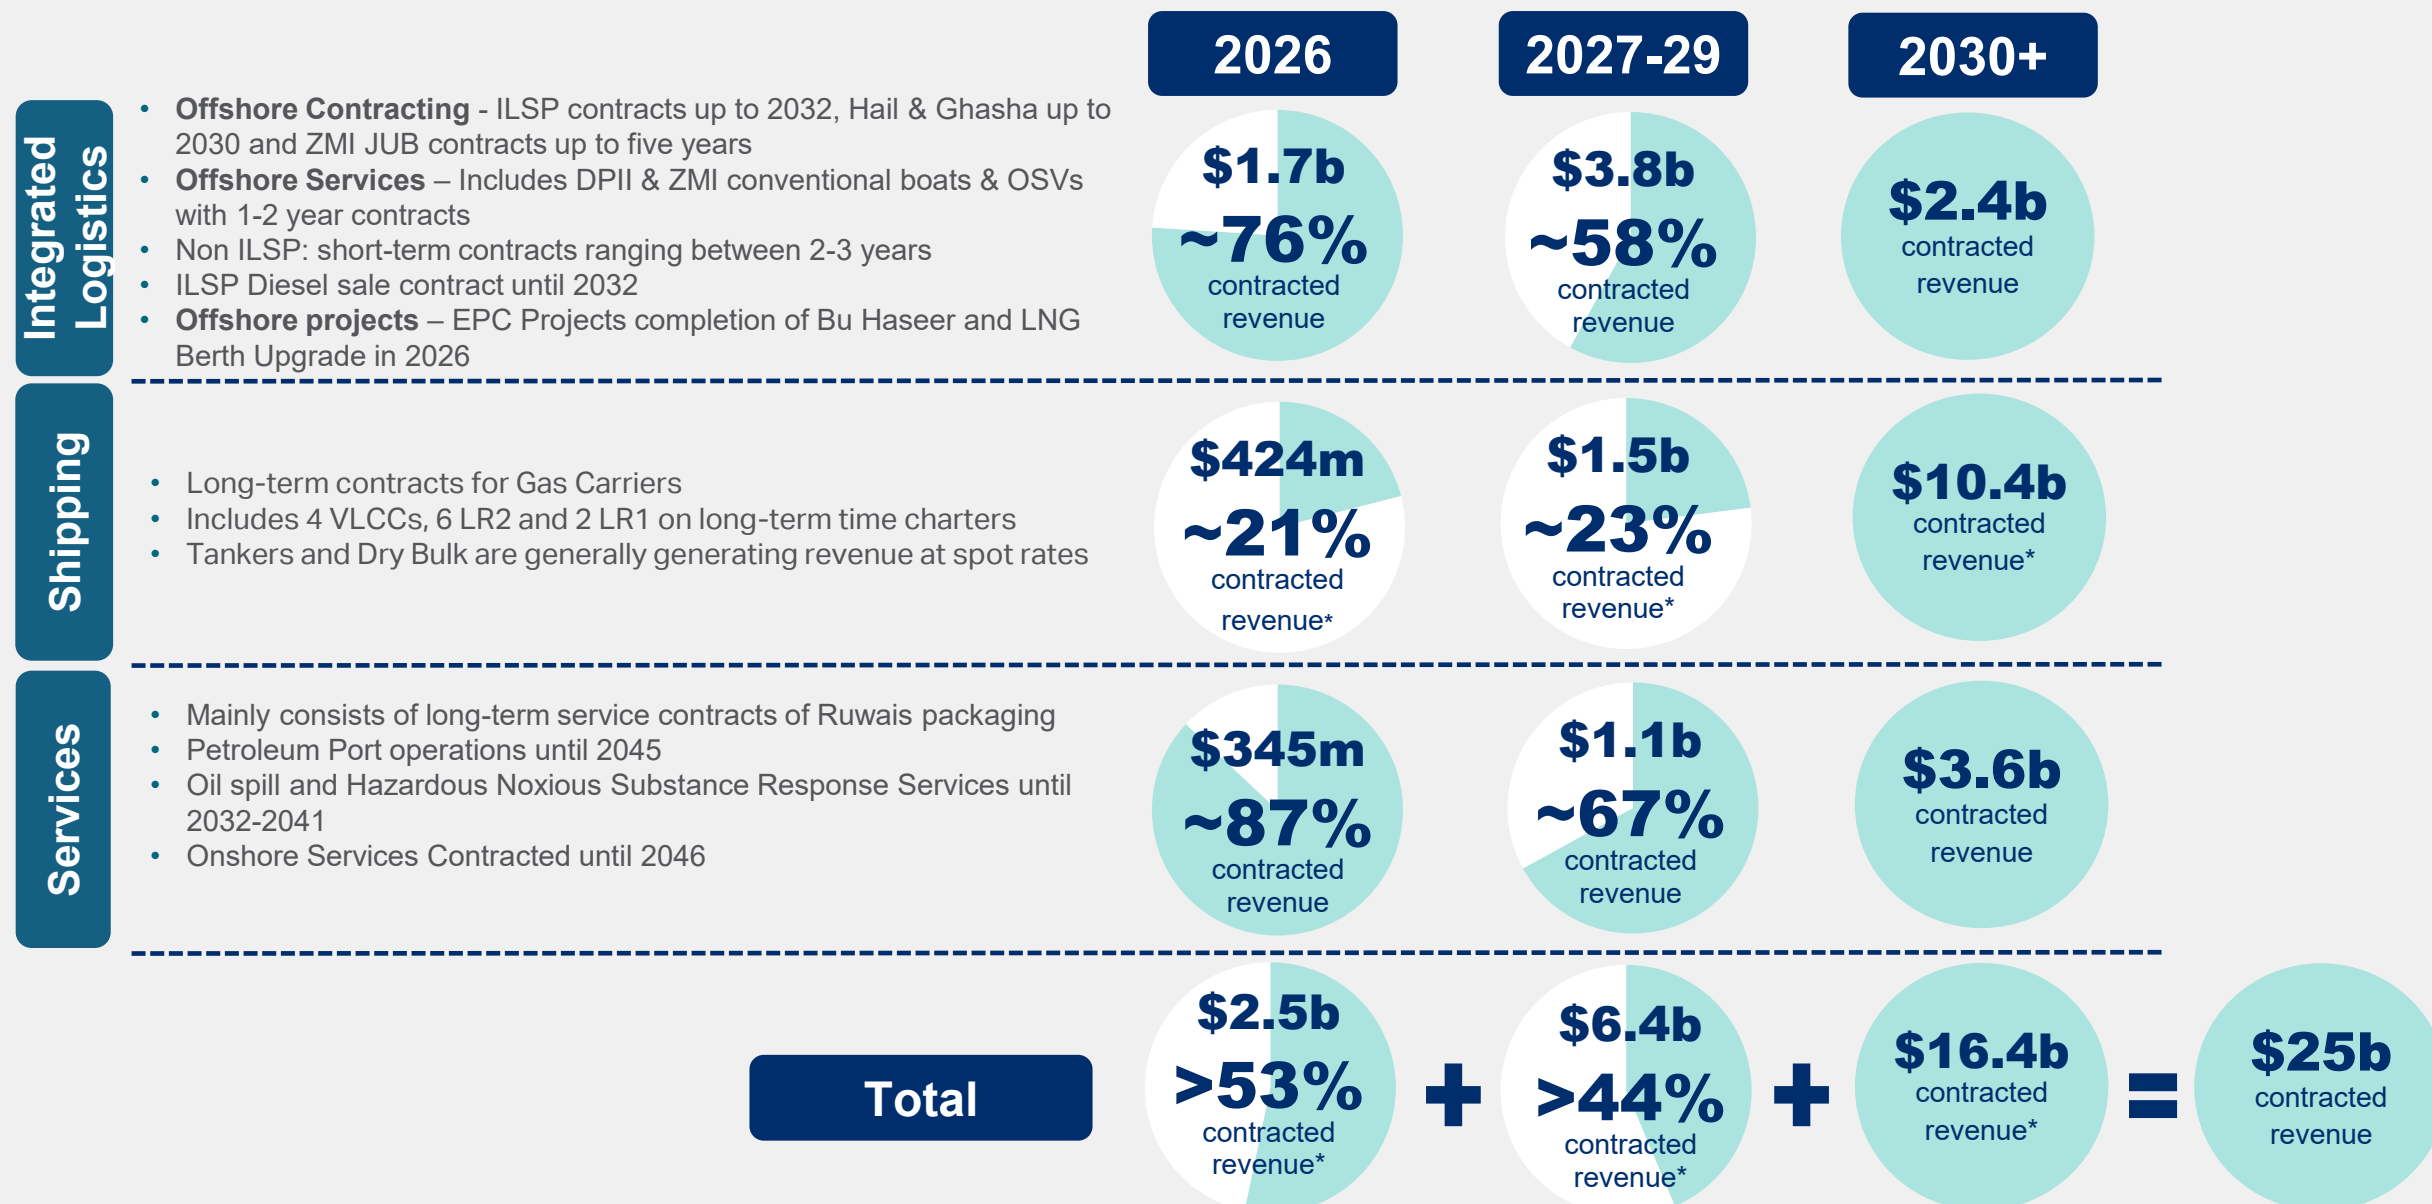 2026
2027-29
2030+
Integrated
Logistics
• Offshore Contracting - ILSP contracts up to 2032, Hail & Ghasha up to
2030 and ZMI JUB contracts up to five years
• Offshore Services – Includes DPII & ZMI conventional boats & OSVs
with 1-2 year contracts
• Non ILSP: short-term contracts ranging between 2-3 years
• ILSP Diesel sale contract until 2032
• Offshore projects – EPC Projects completion of Bu Haseer and LNG
Berth Upgrade in 2026
$1.7b
~76%
contracted
revenue
$3.8b
~58%
contracted
revenue
$2.4b
contracted
revenue
Shipping
• Long-term contracts for Gas Carriers
• Includes 4 VLCCs, 6 LR2 and 2 LR1 on long-term time charters
• Tankers and Dry Bulk are generally generating revenue at spot rates
$424m
~21%
contracted
revenue*
$1.5b
~23%
contracted
revenue*
$10.4b
contracted
revenue*
Services
• Mainly consists of long-term service contracts of Ruwais packaging
• Petroleum Port operations until 2045
• Oil spill and Hazardous Noxious Substance Response Services until
2032-2041
• Onshore Services Contracted until 2046
$345m
~87%
contracted
revenue
$1.1b
~67%
contracted
revenue
$3.6b
contracted
revenue
Total
$2.5b
>53%
contracted
revenue*
+
$6.4b
>44%
contracted
revenue*
+
$16.4b
contracted
revenue*
=
$25b
contracted
revenue